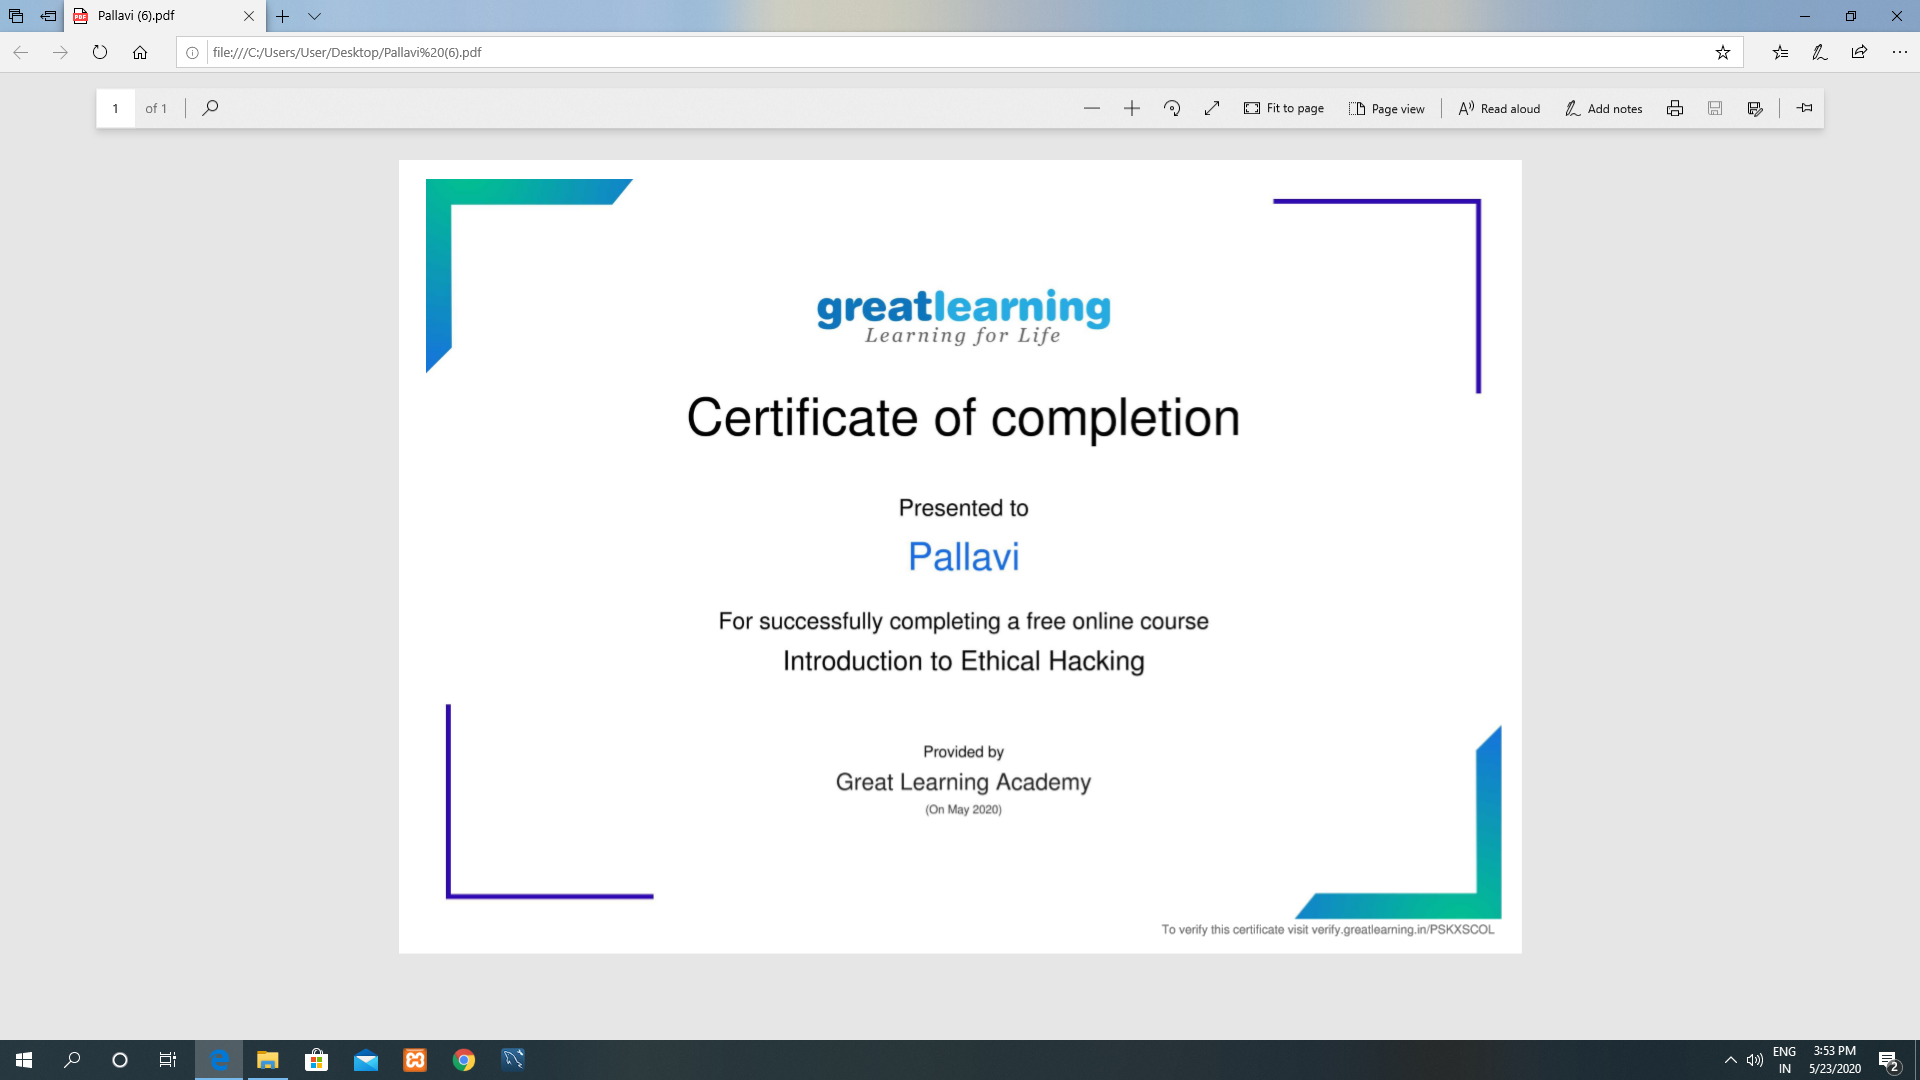 Pallavi (6).pdf
file:///C:/Users/User/Desktop/Pallavi%20(6).pdf
1 of 1 Fit to page Page view Read aloud Add notes
greatlearning
Learning for Life
Certificate of completion
Presented to
Pallavi
For successfully completing a free online course
Introduction to Ethical Hacking
Provided by
Great Learning Academy
(On May 2020)
To verify this certificate visit verify.greatlearning.in/PSKXSCOL
ENG 3:53 PM
IN 5/23/2020 2